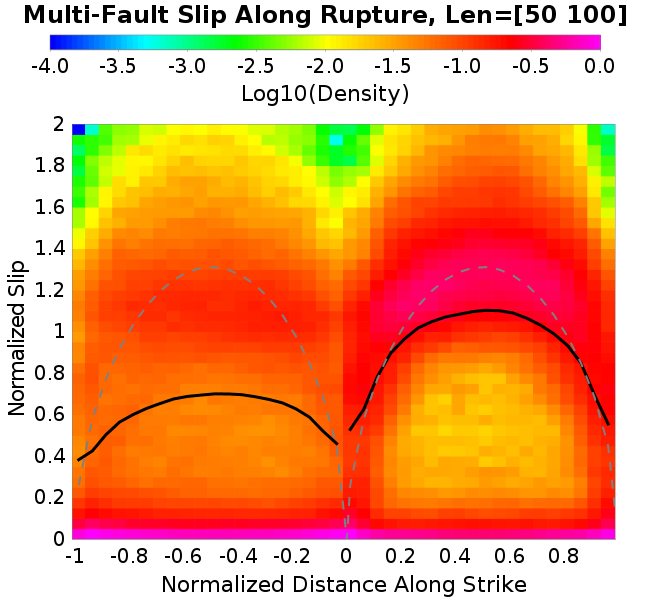 Multi-Fault Slip Along Rupture, Len=[50 100]
-4.0 -3.5 -3.0 -2.5 -2.0 -1.5 -1.0 -0.5 0.0
Log10(Density)
2
1.8
1.6
1.4
1.2
1
0.8
0.6
0.4
0.2
0
Normalized Slip
-1 -0.8 -0.6 -0.4 -0.2 0 0.2 0.4 0.6 0.8
Normalized Distance Along Strike